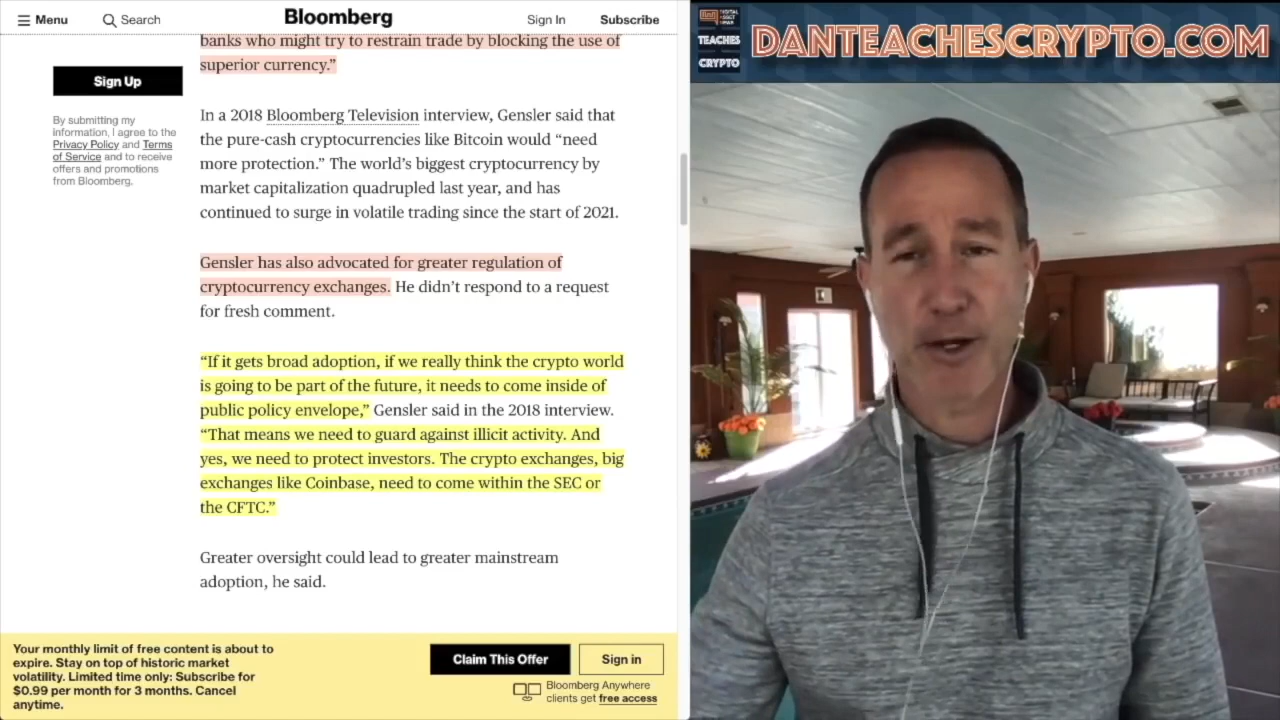 Menu
Search
Bloomberg
Sign In
Subscribe
banks who might try to restrain trade by blocking the use of
superior currency.”
Sign Up
By submitting my
information, I agree to the
Privacy Policy and Terms
of Service and to receive
offers and promotions
from Bloomberg.
In a 2018 Bloomberg Television interview, Gensler said that
the pure-cash cryptocurrencies like Bitcoin would “need
more protection.” The world’s biggest cryptocurrency by
market capitalization quadrupled last year, and has
continued to surge in volatile trading since the start of 2021.
Gensler has also advocated for greater regulation of
cryptocurrency exchanges. He didn’t respond to a request
for fresh comment.
“If it gets broad adoption, if we really think the crypto world
is going to be part of the future, it needs to come inside of
public policy envelope,” Gensler said in the 2018 interview.
“That means we need to guard against illicit activity. And
yes, we need to protect investors. The crypto exchanges, big
exchanges like Coinbase, need to come within the SEC or
the CFTC.”
Greater oversight could lead to greater mainstream
adoption, he said.
Your monthly limit of free content is about to
expire. Stay on top of historic market
volatility. Limited time only: Subscribe for
$0.99 per month for 3 months. Cancel
anytime.
Claim This Offer
Sign in
Bloomberg Anywhere
clients get free access
TEACHES
CRYPTO
DANTEACHESCRYPTO.COM